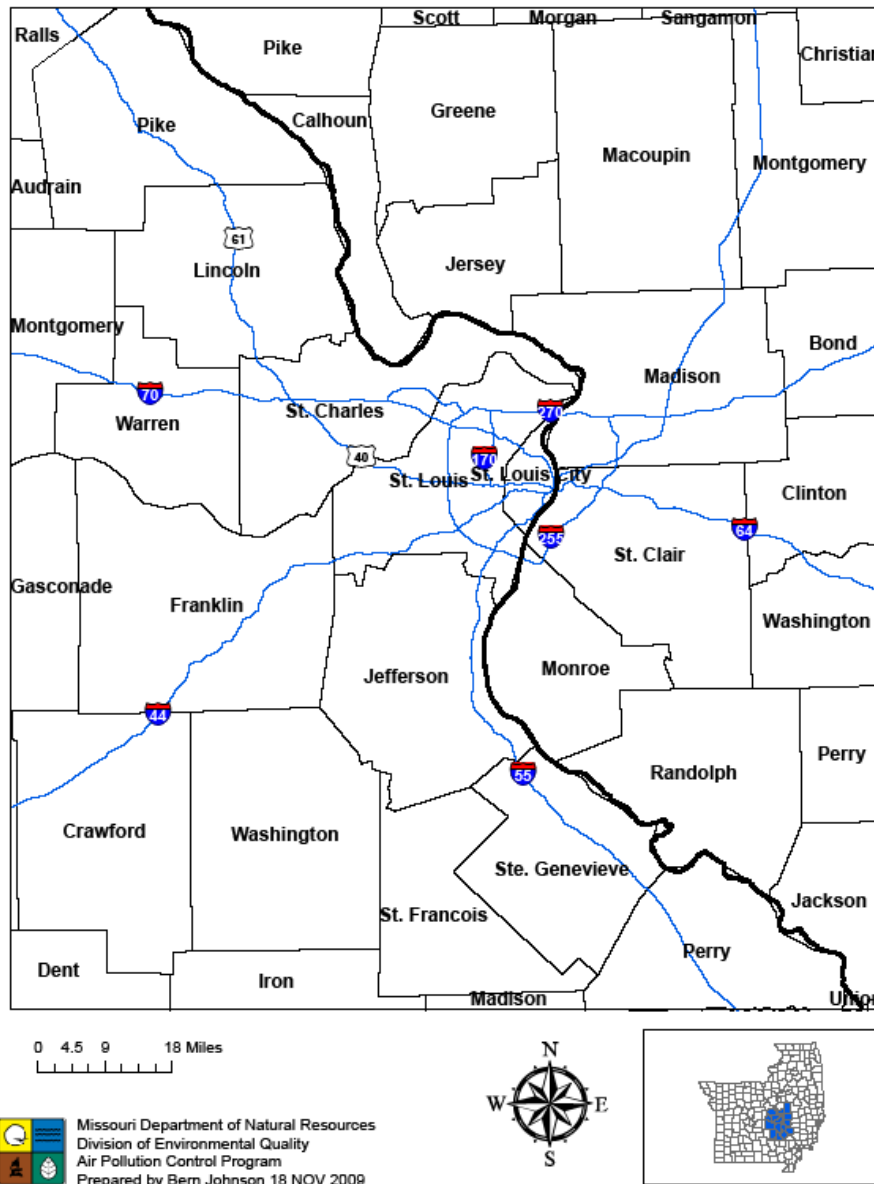 Scott
Morgan
Sangamon
Ralls
Pike
Christian
Greene
Calhoun
Pike
Macoupin
Montgomery
Audrain
61
Jersey
Lincoln
Montgomery
Bond
Madison
70
St. Charles
270
Warren
40
170
St. Louis
St. Louis City
Clinton
64
255
St. Clair
Gasconade
Franklin
Washington
Monroe
Jefferson
44
Perry
Randolph
55
Crawford
Washington
Ste. Genevieve
Jackson
St. Francois
Perry
Dent
Iron
Madison
Union
0 4.5 9 18 Miles
N
W E
S
Missouri Department of Natural Resources
Division of Environmental Quality
Air Pollution Control Program
Prepared by Bern Johnson 18 NOV 2009